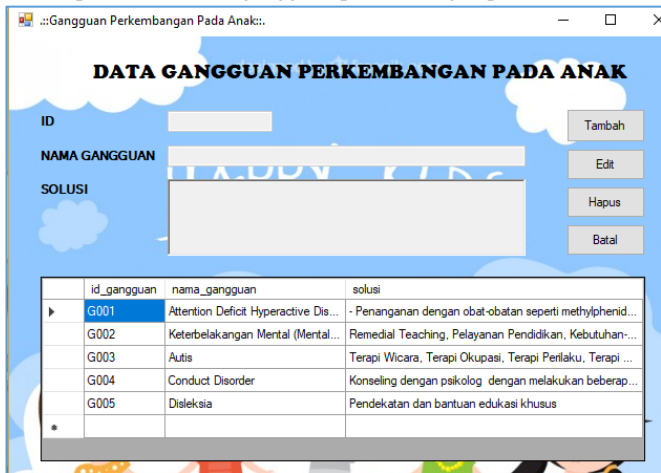 .::Gangguan Perkembangan Pada Anak::.
DATA GANGGUAN PERKEMBANGAN PADA ANAK
ID
Tambah
NAMA GANGGUAN
Edit
SOLUSI
Hapus
Batal
id_gangguan nama_gangguan solusi
G001 Attention Deficit Hyperactive Dis... - Penanganan dengan obat-obatan seperti methylphenid...
G002 Keterbelakangan Mental (Mental... Remedial Teaching, Pelayanan Pendidikan, Kebutuhan-...
G003 Autis Terapi Wicara, Terapi Okupasi, Terapi Perilaku, Terapi ...
G004 Conduct Disorder Konseling dengan psikolog dengan melakukan beberap...
G005 Disleksia Pendekatan dan bantuan edukasi khusus